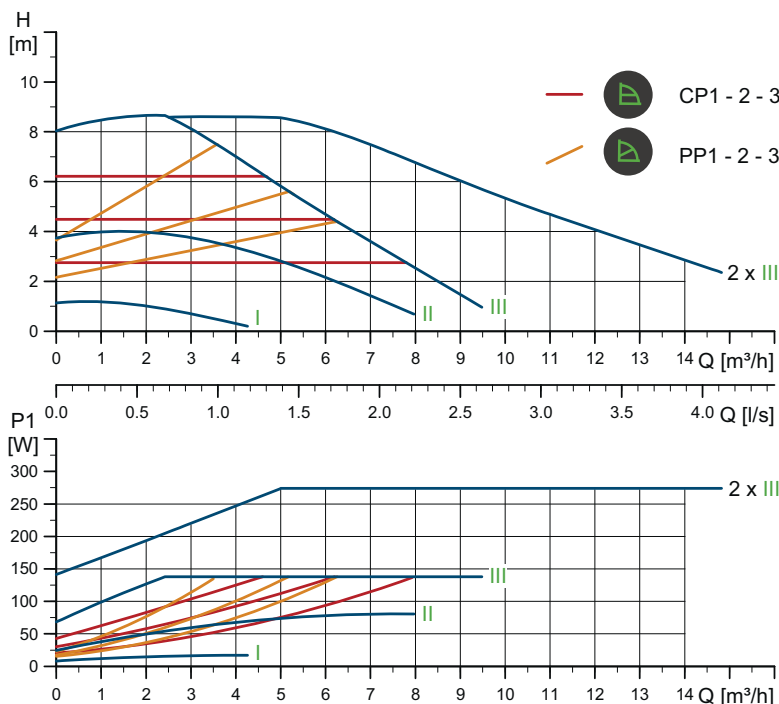 H
[m]
10
8
6
4
2
0
CP1 - 2 - 3
PP1 - 2 - 3
2 x III
III
II
I
0 1 2 3 4 5 6 7 8 9 10 11 12 13 14 Q [m³/h]
0.0 0.5 1.0 1.5 2.0 2.5 3.0 3.5 4.0 Q [l/s]
P1
[W]
300
250
200
150
100
50
0
2 x III
III
II
I
0 1 2 3 4 5 6 7 8 9 10 11 12 13 14 Q [m³/h]